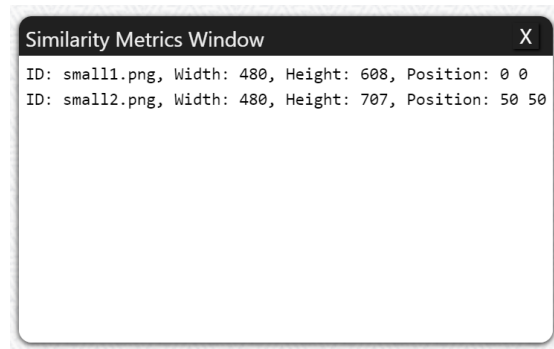 Similarity Metrics Window X
ID: small1.png, Width: 480, Height: 608, Position: 0 0
ID: small2.png, Width: 480, Height: 707, Position: 50 50